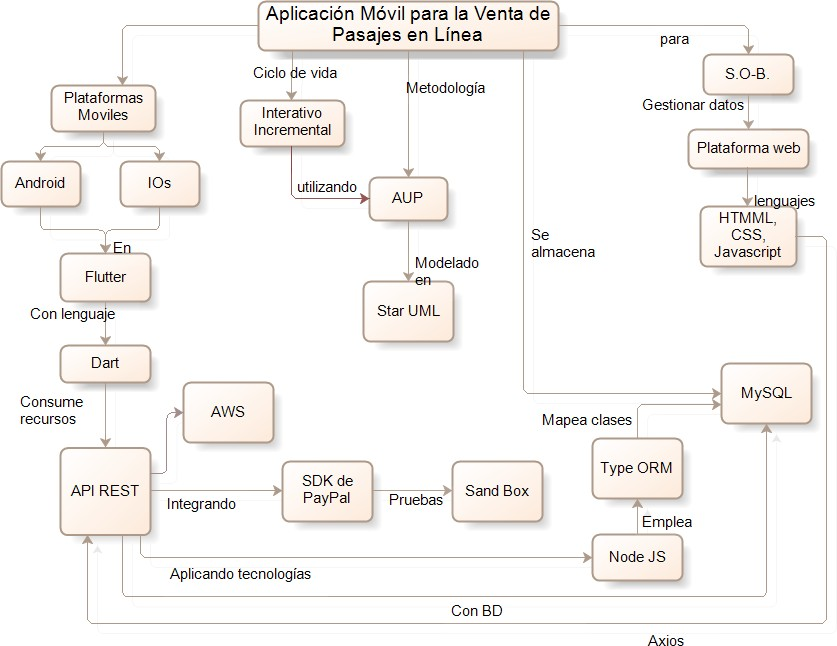 Aplicación Móvil para la Venta de
Pasajes en Línea
para
Ciclo de vida
S.O-B.
Metodología
Plataformas
Moviles
Gestionar datos
Interativo
Incremental
Plataforma web
Android
IOs
utilizando
AUP
lenguajes
HTMML,
CSS,
Javascript
Se
almacena
En
Flutter
Modelado
en
Star UML
Con lenguaje
Dart
MySQL
Consume
recursos
AWS
Mapea clases
Type ORM
API REST
SDK de
PayPal
Sand Box
Integrando
Pruebas
Emplea
Node JS
Aplicando tecnologías
Con BD
Axios